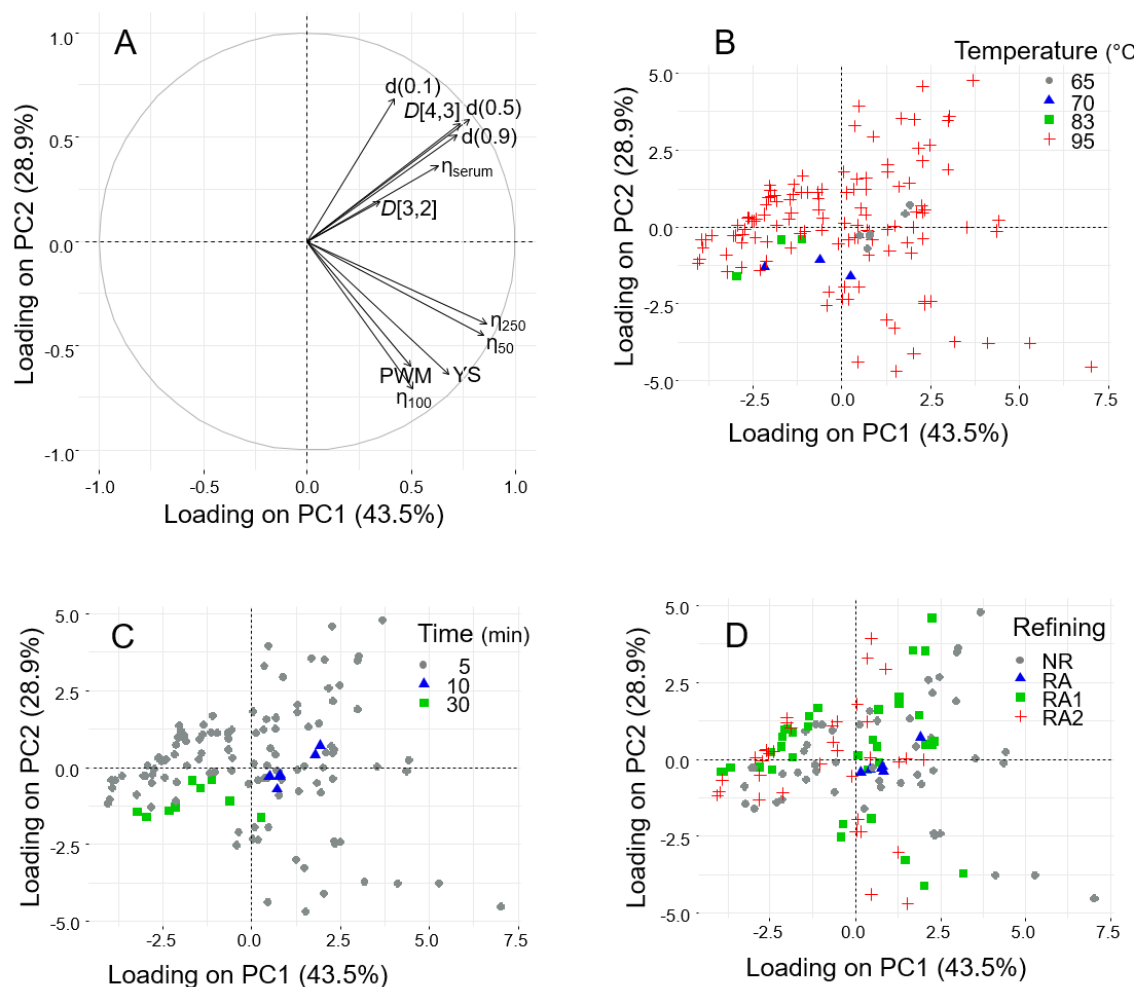 A
1.0
0.5
0.0
-0.5
-1.0
Loading on PC2 (28.9%)
d(0.1)
D[4,3]
d(0.5)
d(0.9)
ηserum
D[3,2]
η250
η50
PWM
YS
η100
-1.0 -0.5 0.0 0.5 1.0
Loading on PC1 (43.5%)
B
Temperature (°C
65
70
83
95
5.0
2.5
0.0
-2.5
-5.0
Loading on PC2 (28.9%)
-2.5 0.0 2.5 5.0 7.5
Loading on PC1 (43.5%)
C
Time (min)
5
10
30
5.0
2.5
0.0
-2.5
-5.0
Loading on PC2 (28.9%)
-2.5 0.0 2.5 5.0 7.5
Loading on PC1 (43.5%)
D
Refining
NR
RA
RA1
RA2
5.0
2.5
0.0
-2.5
-5.0
Loading on PC2 (28.9%)
-2.5 0.0 2.5 5.0 7.5
Loading on PC1 (43.5%)